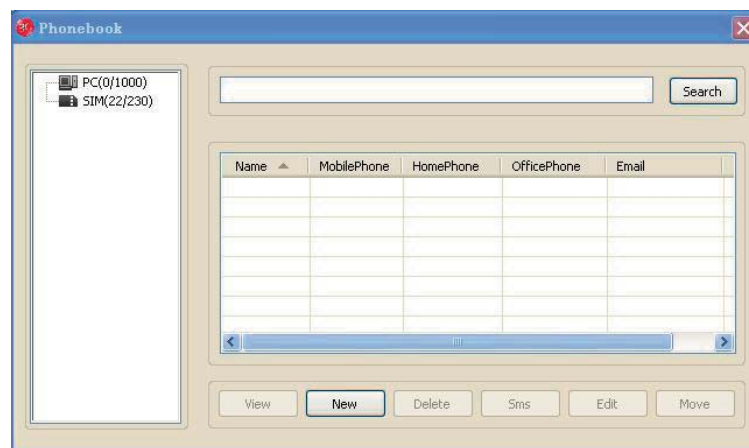 Phonebook
PC(0/1000)
SIM(22/230)
Search
Name MobilePhone HomePhone OfficePhone Email
View New Delete Sms Edit Move